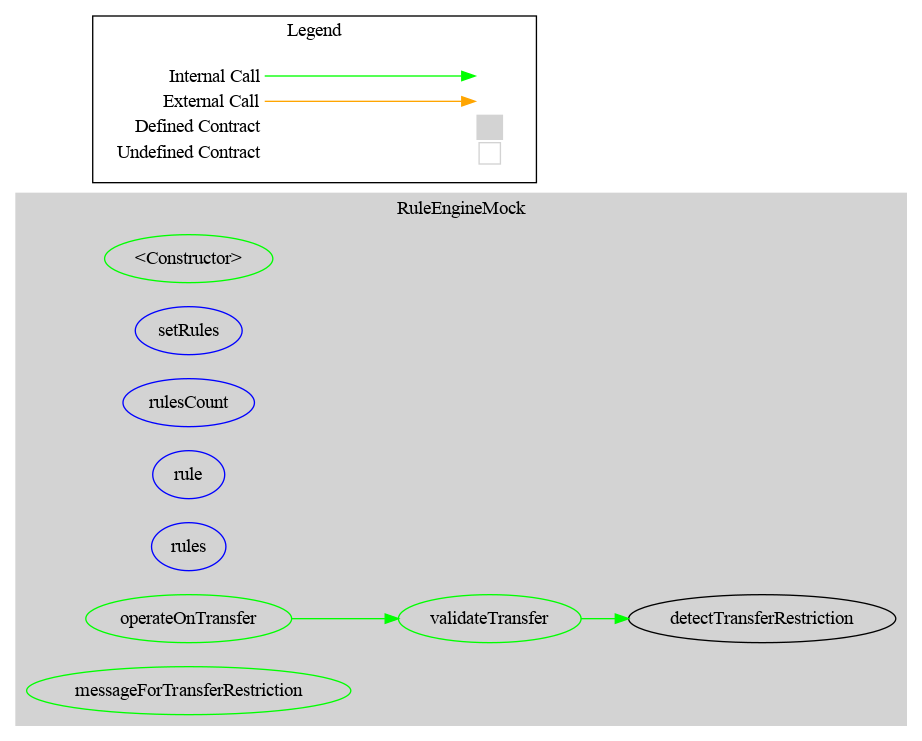 Legend
Internal Call
External Call
Defined Contract
Undefined Contract
RuleEngineMock
<Constructor>
setRules
rulesCount
rule
rules
operateOnTransfer
validateTransfer
detectTransferRestriction
messageForTransferRestriction